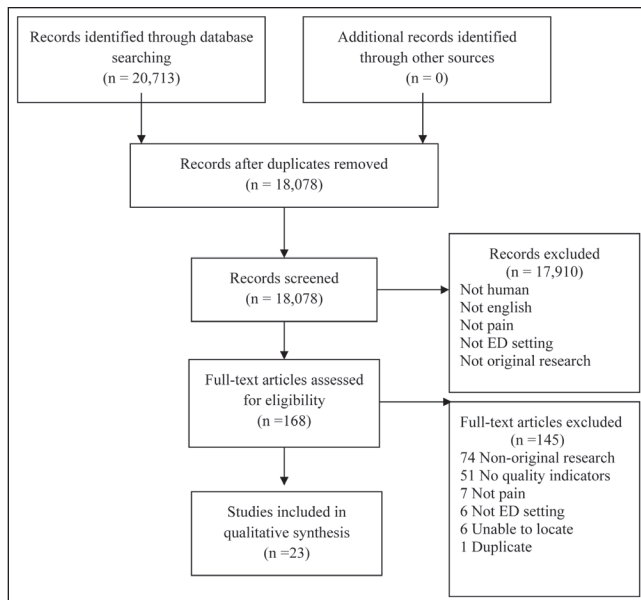 Records identified through database
searching
(n = 20,713)
Additional records identified
through other sources
(n = 0)
Records after duplicates removed
(n = 18,078)
Records screened
(n = 18,078)
Records excluded
(n = 17,910)
Not human
Not english
Not pain
Not ED setting
Not original research
Full-text articles assessed
for eligibility
(n =168)
Full-text articles excluded
(n =145)
74 Non-original research
51 No quality indicators
7 Not pain
6 Not ED setting
6 Unable to locate
1 Duplicate
Studies included in
qualitative synthesis
(n =23)